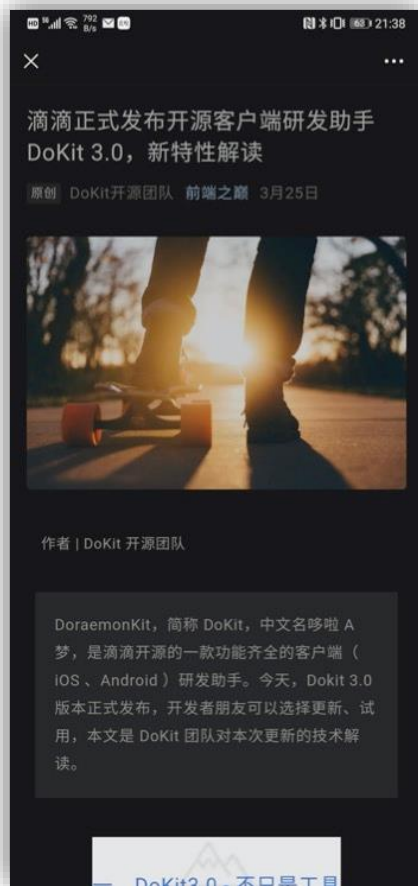 HD 792 B/s 63 21:38
滴滴正式发布开源客户端研发助手
DoKit 3.0，新特性解读
原创 DoKit开源团队 前端之巅 3月25日
作者 | DoKit 开源团队
DoraemonKit，简称 DoKit，中文名哆啦 A
梦，是滴滴开源的一款功能齐全的客户端（
iOS 、Android ）研发助手。今天，Dokit 3.0
版本正式发布，开发者朋友可以选择更新、试
用，本文是 DoKit 团队对本次更新的技术解
读。